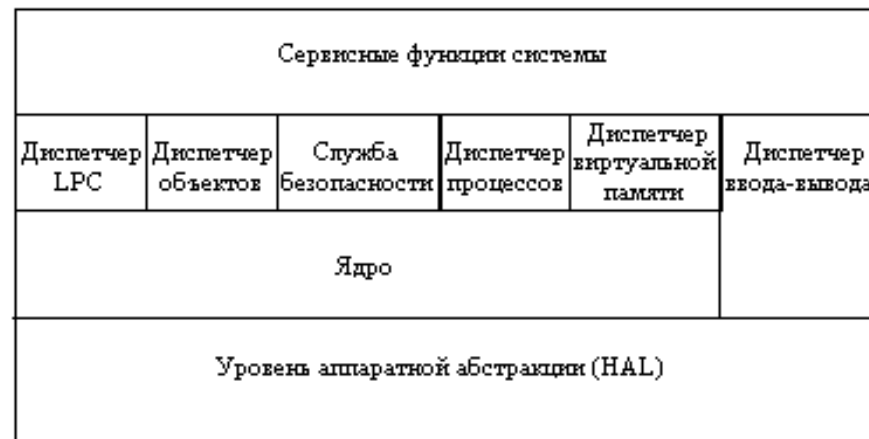 Сервисные функции системы
Диспетчер
LPC
Диспетчер
объектов
Служба
безопасности
Диспетчер
процессов
Диспетчер
виртуальной
памяти
Диспетчер
ввода-вывода
Ядро
Уровень аппаратной абстракции (HAL)